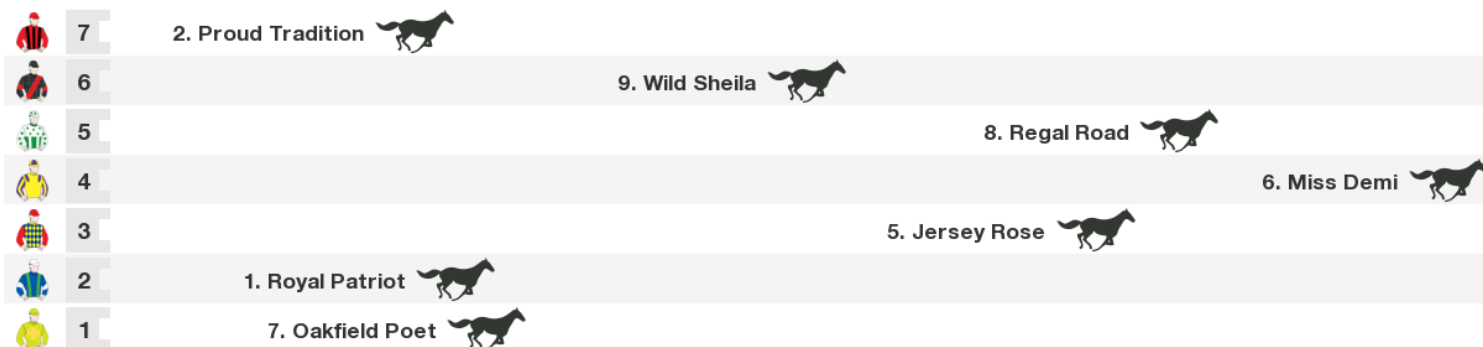 7 2. Proud Tradition
6 9. Wild Sheila
5 8. Regal Road
4 6. Miss Demi
3 5. Jersey Rose
2 1. Royal Patriot
1 7. Oakfield Poet